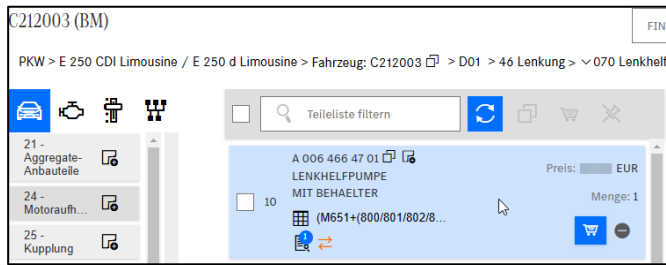 C212003 (BM)
FIN
PKW > E 250 CDI Limousine / E 250 d Limousine > Fahrzeug: C212003 > D01 > 46 Lenkung > 070 Lenkhelf
Teileliste filtern
21 -
Aggregate-
Anbauteile
24 -
Motoraufh...
25 -
Kupplung
A 006 466 47 01
LENKHELFPUMPE
MIT BEHAELTER
10
(M651+(800/801/802/8...
1
Preis: EUR
Menge: 1